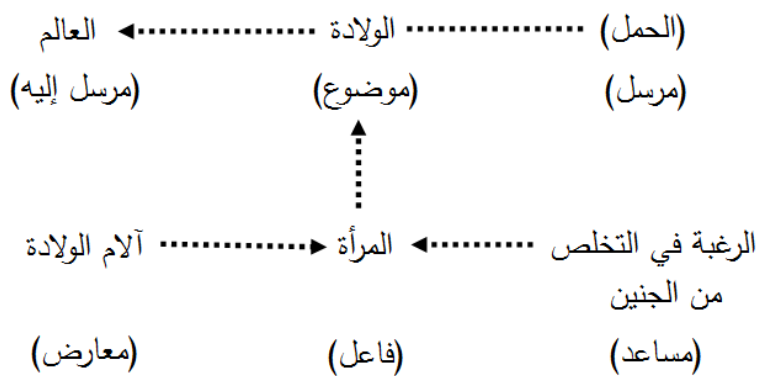 (الحمل) الولادة العالم
(مرسل) (موضوع) (مرسل إليه)
الرغبة في التخلص المرأة آلام الولادة
من الجنين
(مساعد) (فاعل) (معارض)